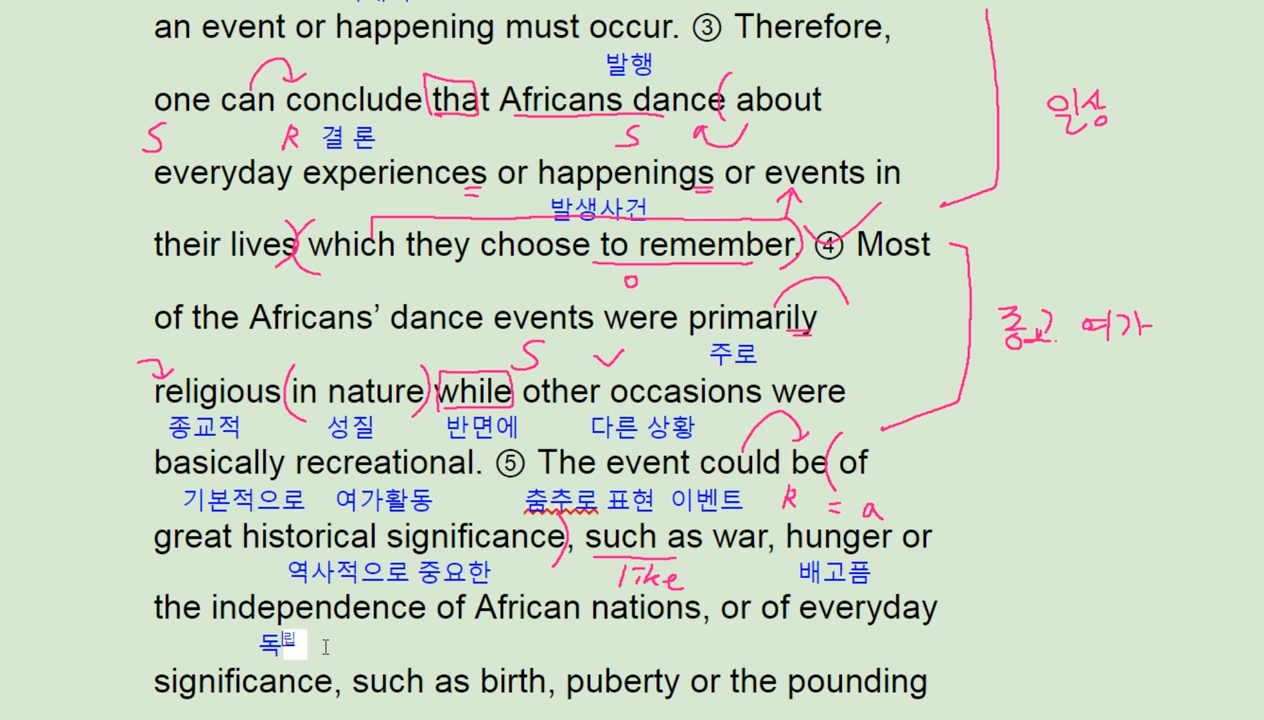 an event or happening must occur. ③ Therefore,
발행
one can conclude that Africans dance about 일상
S R 결 론 S a
everyday experiences or happenings or events in
발생사건
their lives which they choose to remember. ④ Most
o
of the Africans’ dance events were primarily 종교. 여가
S 주로
religious (in nature) while other occasions were
종교적 성질 반면에 다른 상황
basically recreational. ⑤ The event could be (of
기본적으로 여가활동 춤추로 표현 이벤트 R = a
great historical significance), such as war, hunger or
역사적으로 중요한 like 배고픔
the independence of African nations, or of everyday
독립
significance, such as birth, puberty or the pounding